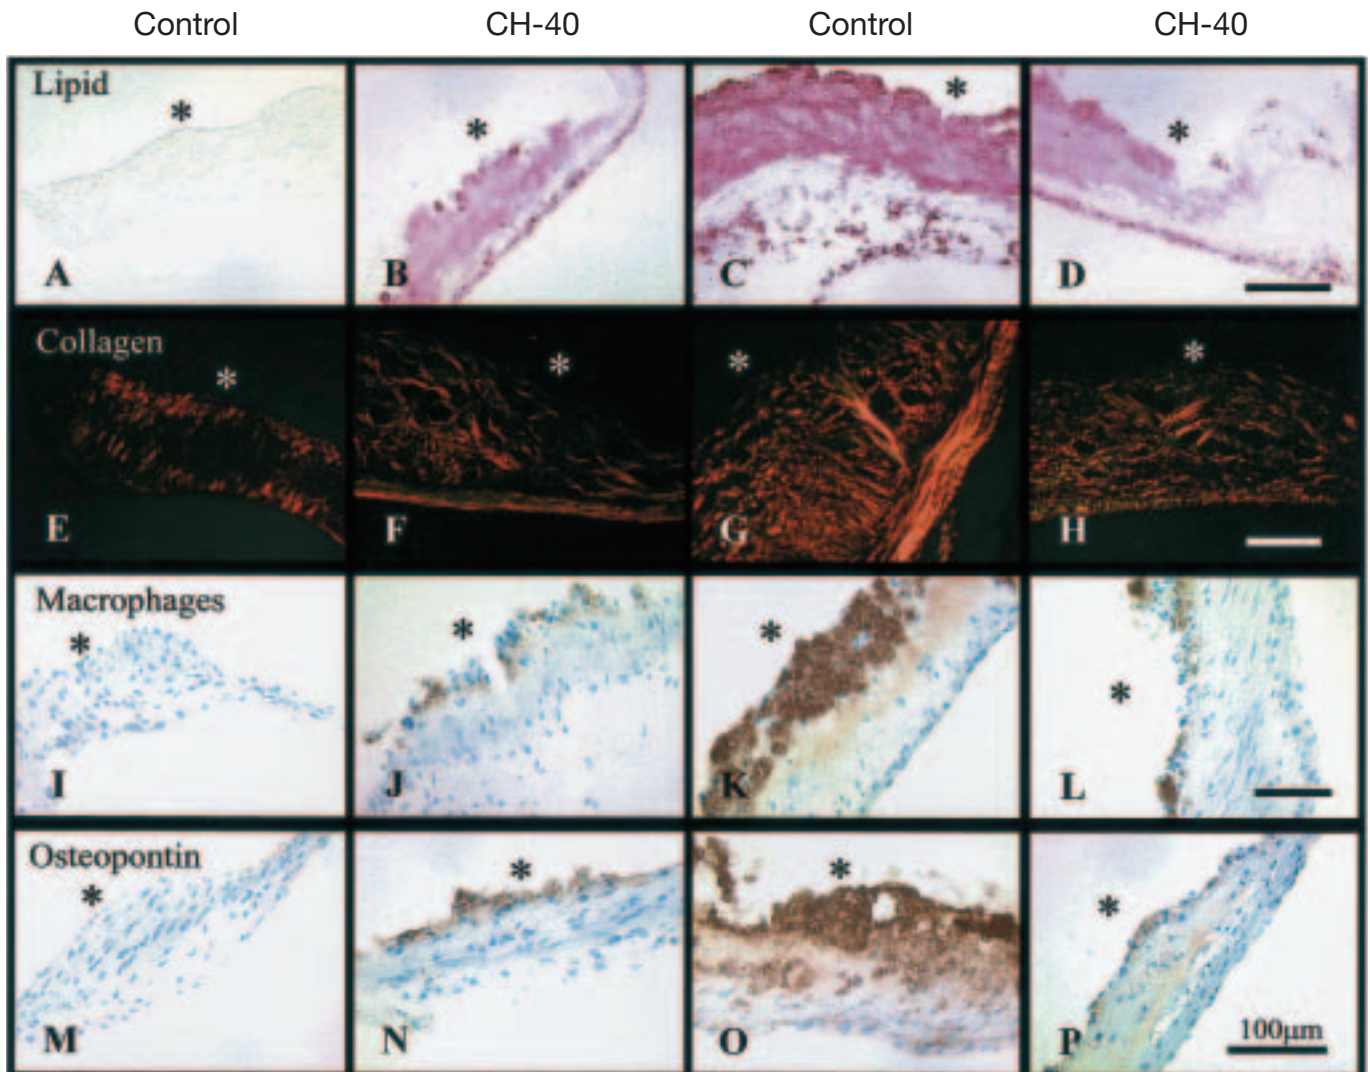 Control CH-40 Control CH-40
Lipid
* * * *
A B C D
Collagen
* * * *
E F G H
Macrophages
* * * *
I J K L
Osteopontin
* * * *
100μm
M N O P